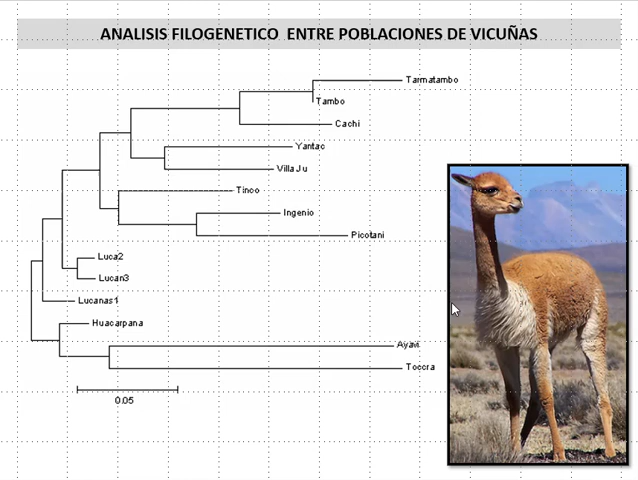 ANALISIS FILOGENETICO ENTRE POBLACIONES DE VICUÑAS
Tarmatambo
Tambo
Cachi
Yantac
Villa Ju
Tinco
Ingenio
Picotani
Luca2
Lucan3
Lucanas1
Huacarpana
Ayavi
Toccra
0.05